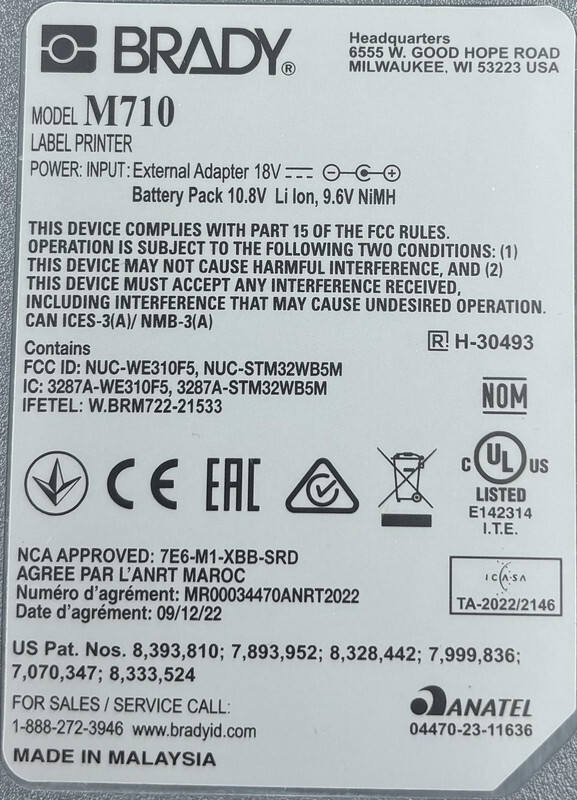 BRADY®
Headquarters
6555 W. GOOD HOPE ROAD
MILWAUKEE, WI 53223 USA
MODEL M710
LABEL PRINTER
POWER: INPUT: External Adapter 18V
Battery Pack 10.8V Li Ion, 9.6V NiMH
THIS DEVICE COMPLIES WITH PART 15 OF THE FCC RULES.
OPERATION IS SUBJECT TO THE FOLLOWING TWO CONDITIONS: (1)
THIS DEVICE MAY NOT CAUSE HARMFUL INTERFERENCE, AND (2)
THIS DEVICE MUST ACCEPT ANY INTERFERENCE RECEIVED,
INCLUDING INTERFERENCE THAT MAY CAUSE UNDESIRED OPERATION.
CAN ICES-3(A)/ NMB-3(A)
R! H-30493
Contains
FCC ID: NUC-WE310F5, NUC-STM32WB5M
IC: 3287A-WE310F5, 3287A-STM32WB5M
IFETEL: W.BRM722-21533
NOM
CE EAC
C UL US
LISTED
E142314
I.T.E.
NCA APPROVED: 7E6-M1-XBB-SRD
AGREE PAR L'ANRT MAROC
Numéro d'agrément: MR00034470ANRT2022
Date d'agrément: 09/12/22
ICASA
TA-2022/2146
US Pat. Nos. 8,393,810; 7,893,952; 8,328,442; 7,999,836;
7,070,347; 8,333,524
FOR SALES / SERVICE CALL:
1-888-272-3946 www.bradyid.com
MADE IN MALAYSIA
ANATEL
04470-23-11636